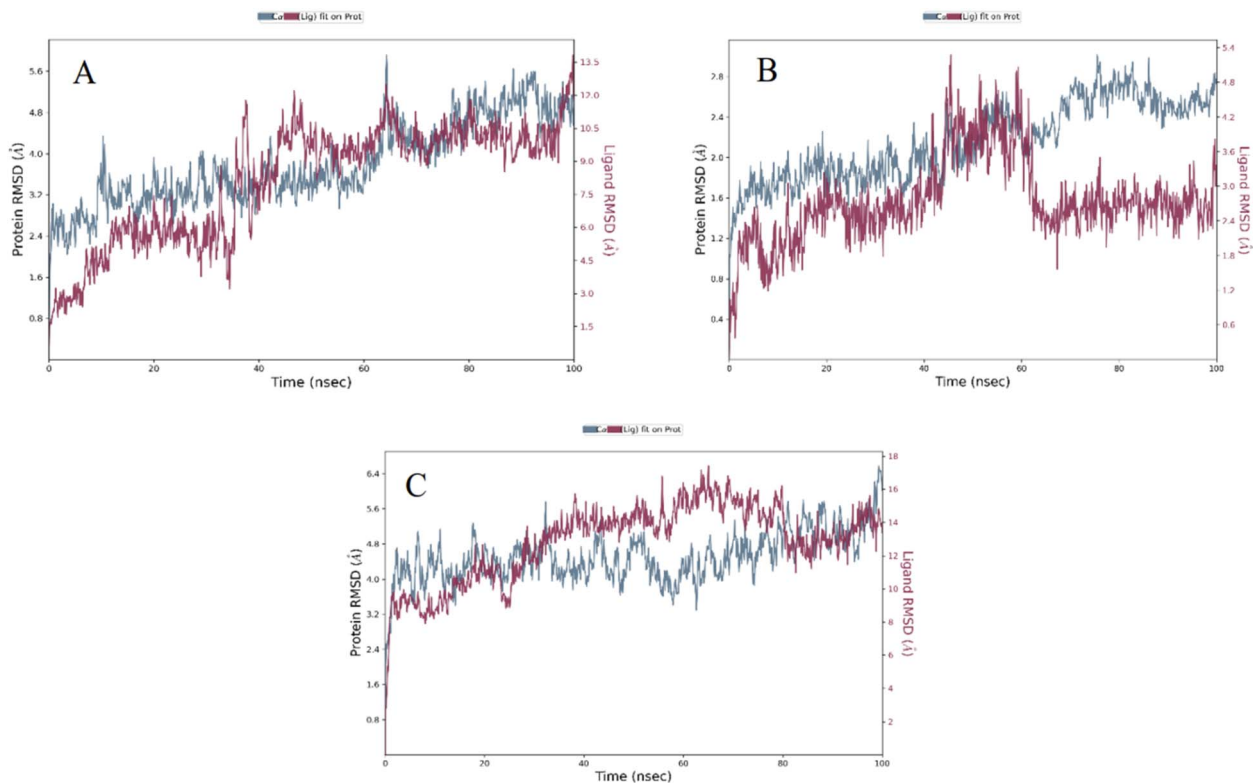 Cα (Lig) fit on Prot
A
Protein RMSD (Å)
5.6
4.8
4.0
3.2
2.4
1.6
0.8
Ligand RMSD (Å)
13.5
12.0
10.5
9.0
7.5
6.0
4.5
3.0
1.5
0 20 40 60 80 100
Time (nsec)
Cα (Lig) fit on Prot
B
Protein RMSD (Å)
2.8
2.4
2.0
1.6
1.2
0.8
0.4
Ligand RMSD (Å)
5.4
4.8
4.2
3.6
3.0
2.4
1.8
1.2
0.6
0 20 40 60 80 100
Time (nsec)
Cα (Lig) fit on Prot
C
Protein RMSD (Å)
6.4
5.6
4.8
4.0
3.2
2.4
1.6
0.8
Ligand RMSD (Å)
18
16
14
12
10
8
6
4
2
0 20 40 60 80 100
Time (nsec)